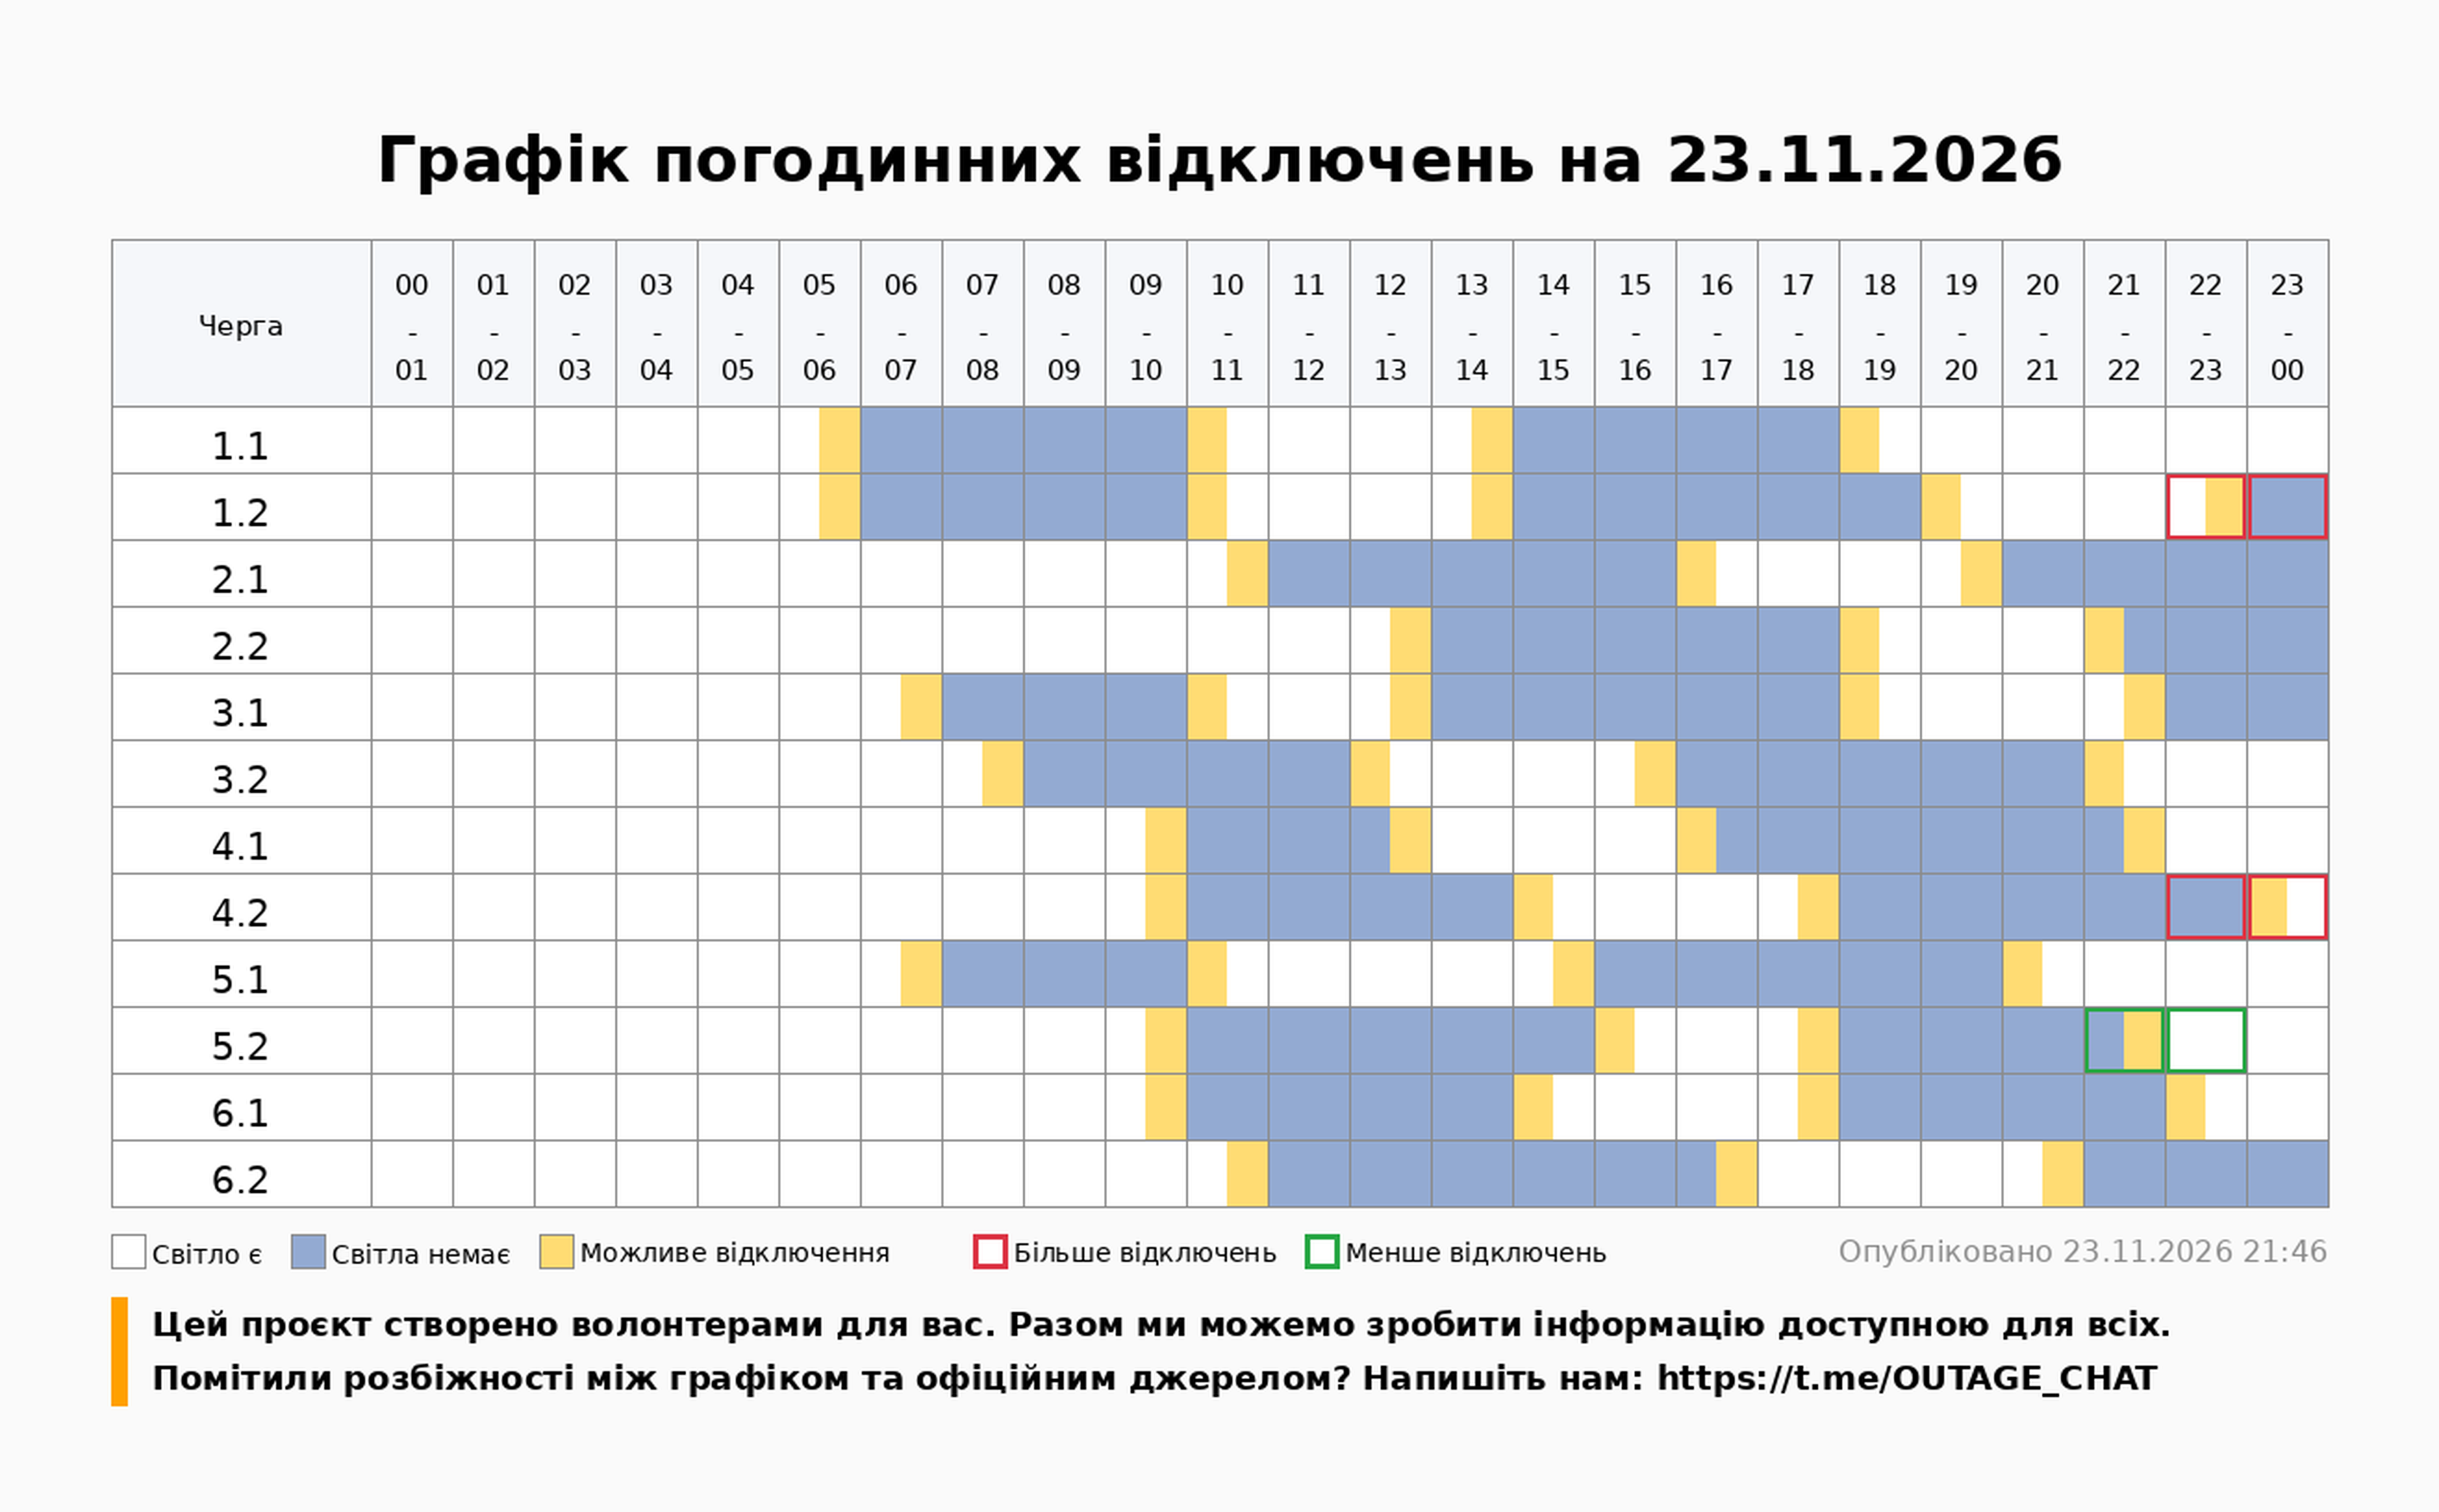 Графік погодинних відключень на 23.11.2026
Черга 00 - 01 01 - 02 02 - 03 03 - 04 04 - 05 05 - 06 06 - 07 07 - 08 08 - 09 09 - 10 10 - 11 11 - 12 12 - 13 13 - 14 14 - 15 15 - 16 16 - 17 17 - 18 18 - 19 19 - 20 20 - 21 21 - 22 22 - 23 23 - 00
1.1
1.2
2.1
2.2
3.1
3.2
4.1
4.2
5.1
5.2
6.1
6.2
Світло є Світла немає Можливе відключення Більше відключень Менше відключень Опубліковано 23.11.2026 21:46
Цей проєкт створено волонтерами для вас. Разом ми можемо зробити інформацію доступною для всіх.
Помітили розбіжності між графіком та офіційним джерелом? Напишіть нам: https://t.me/OUTAGE_CHAT